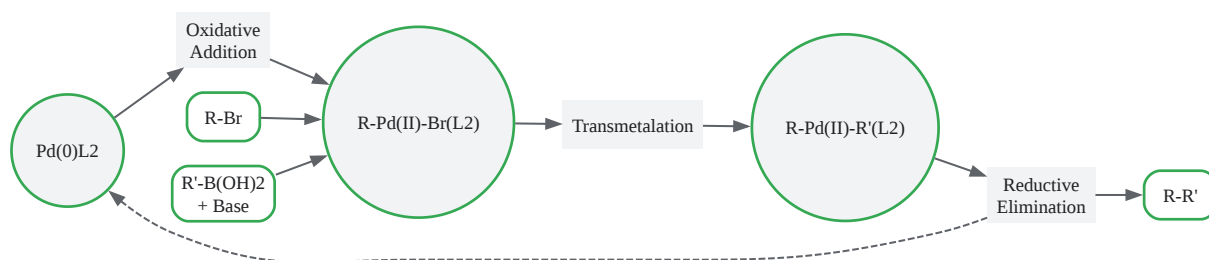 Pd(0)L2
Oxidative
Addition
R-Br
R'-B(OH)2
+ Base
R-Pd(II)-Br(L2)
Transmetalation
R-Pd(II)-R'(L2)
Reductive
Elimination
R-R'